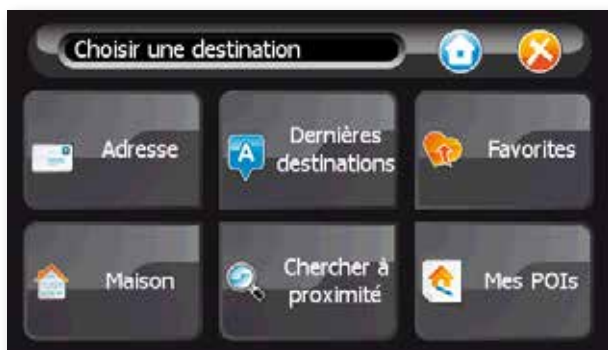 Choisir une destination
Adresse
Dernières
destinations
Favorites
Maison
Chercher à
proximité
Mes POIs